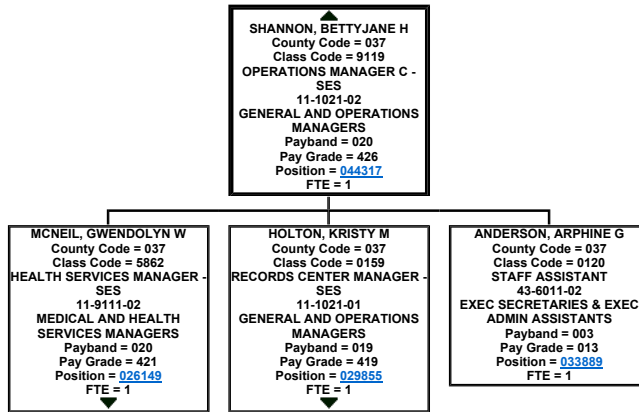 SHANNON, BETTYJANE H
County Code = 037
Class Code = 9119
OPERATIONS MANAGER C -
SES
11-1021-02
GENERAL AND OPERATIONS
MANAGERS
Payband = 020
Pay Grade = 426
Position = 044317
FTE = 1
MCNEIL, GWENDOLYN W
County Code = 037
Class Code = 5862
HEALTH SERVICES MANAGER -
SES
11-9111-02
MEDICAL AND HEALTH
SERVICES MANAGERS
Payband = 020
Pay Grade = 421
Position = 026149
FTE = 1
HOLTON, KRISTY M
County Code = 037
Class Code = 0159
RECORDS CENTER MANAGER -
SES
11-1021-01
GENERAL AND OPERATIONS
MANAGERS
Payband = 019
Pay Grade = 419
Position = 029855
FTE = 1
ANDERSON, ARPHINE G
County Code = 037
Class Code = 0120
STAFF ASSISTANT
43-6011-02
EXEC SECRETARIES & EXEC
ADMIN ASSISTANTS
Payband = 003
Pay Grade = 013
Position = 033889
FTE = 1